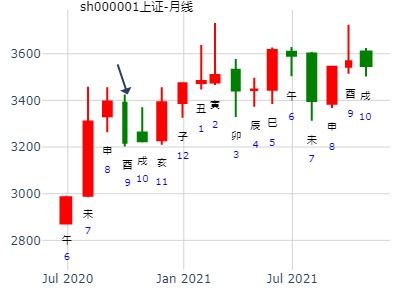 sh000001上证-月线
3600
3400
3200
3000
2800
午
6
未
7
申
8
酉
9
戌
10
亥
11
子
12
丑
1
寅
2
卯
3
辰
4
巳
5
午
6
未
7
申
8
酉
9
戌
10
Jul 2020
Jan 2021
Jul 2021